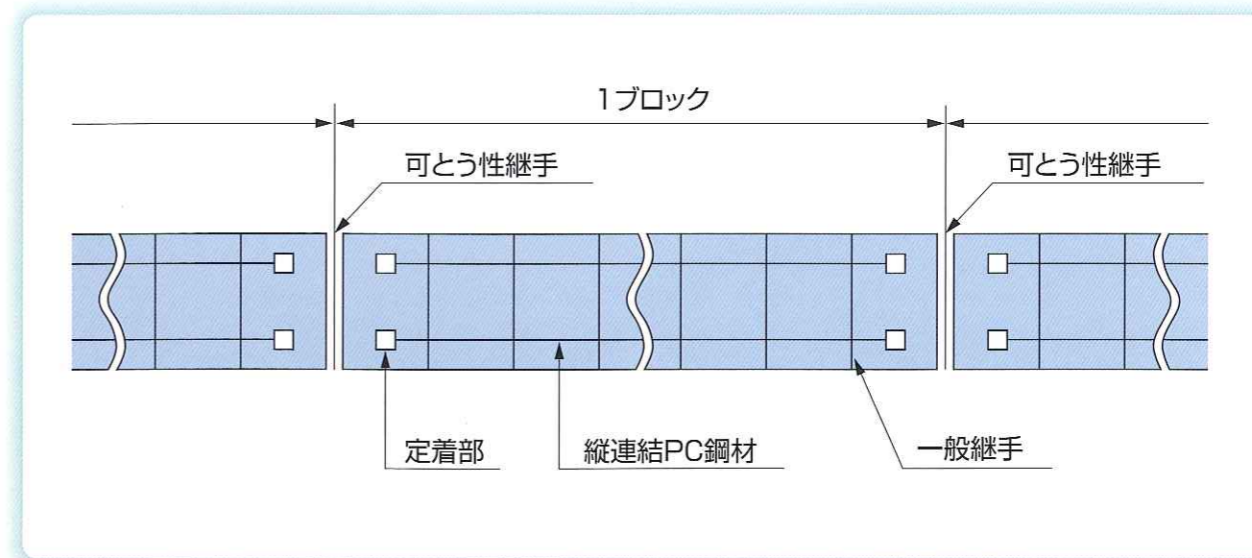 1ブロック
可とう性継手
可とう性継手
定着部
縦連結PC鋼材
一般継手